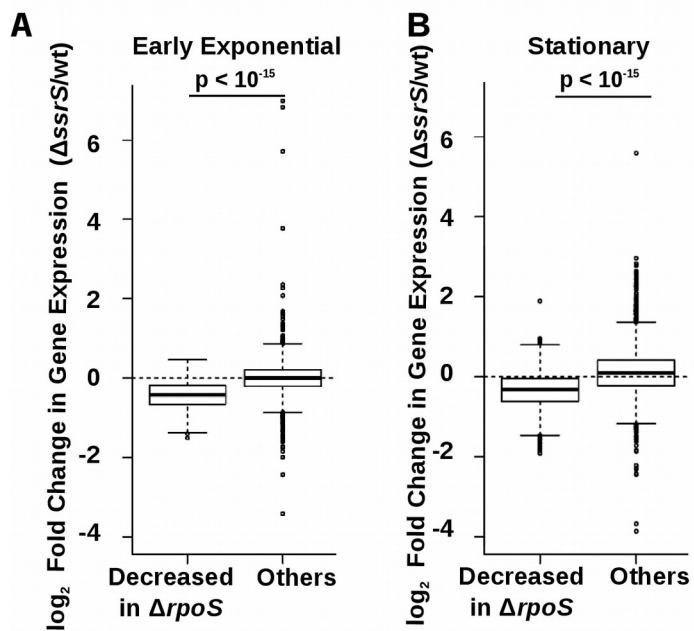 A
Early Exponential
p < 10-15
log2 Fold Change in Gene Expression (ΔssrS/wt)
6
4
2
0
-2
-4
Decreased
in ΔrpoS
Others
B
Stationary
p < 10-15
log2 Fold Change in Gene Expression (ΔssrS/wt)
6
4
2
0
-2
-4
Decreased
in ΔrpoS
Others